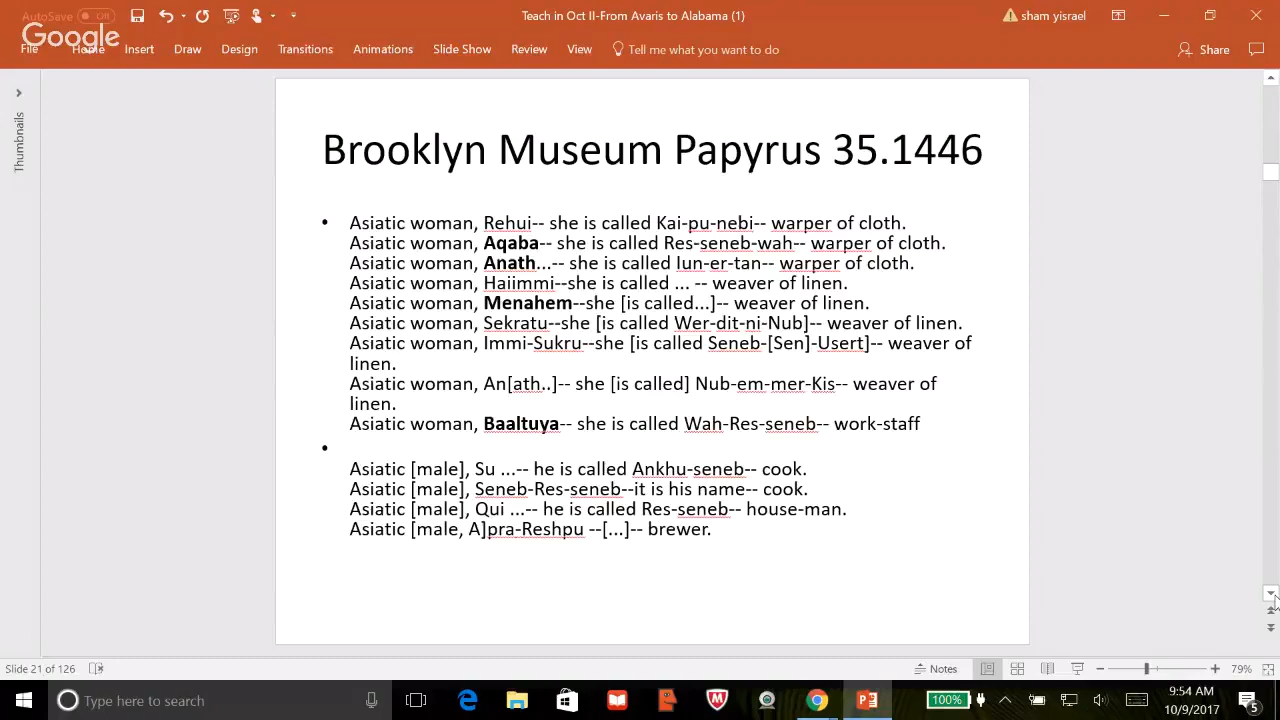 AutoSave Off
Teach in Oct II-From Avaris to Alabama (1)
sham yisrael
Google
File Home Insert Draw Design Transitions Animations Slide Show Review View Tell me what you want to do Share
Thumbnails
Brooklyn Museum Papyrus 35.1446
• Asiatic woman, Rehui-- she is called Kai-pu-nebi-- warper of cloth.
Asiatic woman, Aqaba-- she is called Res-seneb-wah-- warper of cloth.
Asiatic woman, Anath...-- she is called Iun-er-tan-- warper of cloth.
Asiatic woman, Haiimmi--she is called ... -- weaver of linen.
Asiatic woman, Menahem--she [is called...]-- weaver of linen.
Asiatic woman, Sekratu--she [is called Wer-dit-ni-Nub]-- weaver of linen.
Asiatic woman, Immi-Sukru--she [is called Seneb-[Sen]-Usert]-- weaver of
linen.
Asiatic woman, An[ath..]-- she [is called] Nub-em-mer-Kis-- weaver of
linen.
Asiatic woman, Baaltuya-- she is called Wah-Res-seneb-- work-staff
•
Asiatic [male], Su ...-- he is called Ankhu-seneb-- cook.
Asiatic [male], Seneb-Res-seneb--it is his name-- cook.
Asiatic [male], Qui ...-- he is called Res-seneb-- house-man.
Asiatic [male, A]pra-Reshpu --[...]-- brewer.
Slide 21 of 126
Notes
79%
Type here to search
100%
9:54 AM
10/9/2017
5